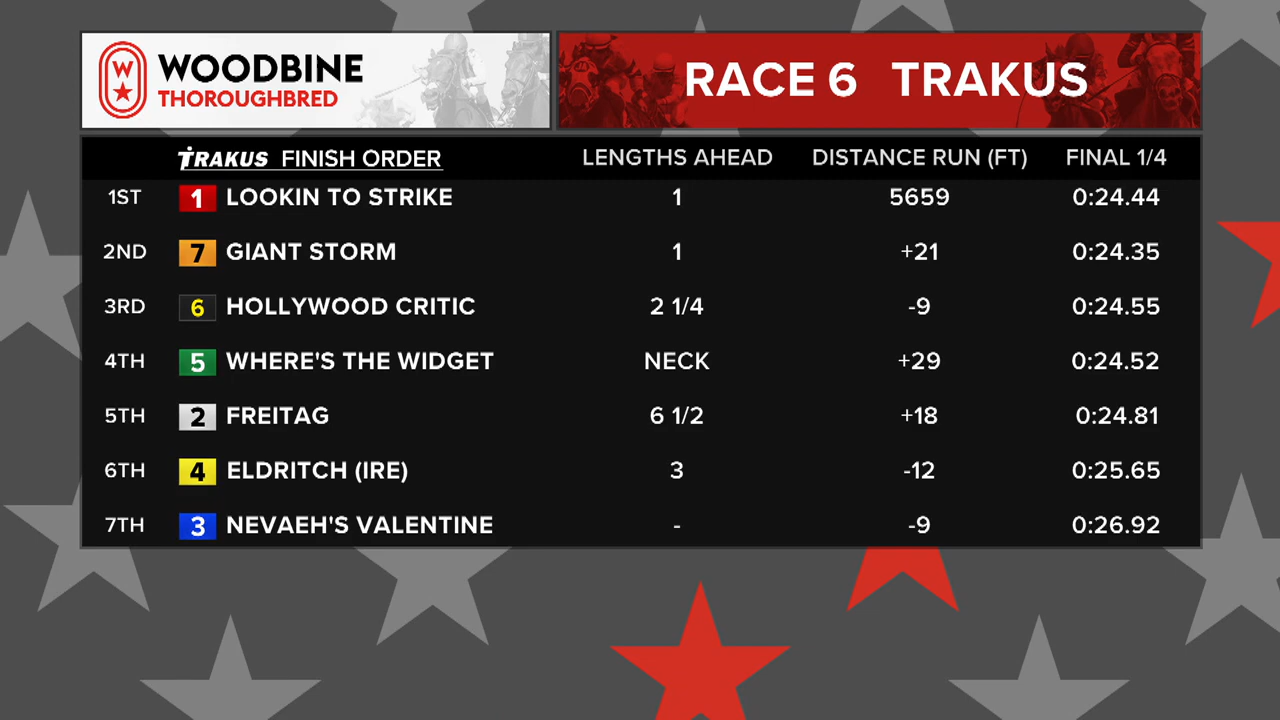 W
WOODBINE
THOROUGHBRED
RACE 6 TRAKUS
TRAKUS FINISH ORDER LENGTHS AHEAD DISTANCE RUN (FT) FINAL 1/4
1ST 1 LOOKIN TO STRIKE 1 5659 0:24.44
2ND 7 GIANT STORM 1 +21 0:24.35
3RD 6 HOLLYWOOD CRITIC 2 1/4 -9 0:24.55
4TH 5 WHERE'S THE WIDGET NECK +29 0:24.52
5TH 2 FREITAG 6 1/2 +18 0:24.81
6TH 4 ELDRITCH (IRE) 3 -12 0:25.65
7TH 3 NEVAEH'S VALENTINE - -9 0:26.92